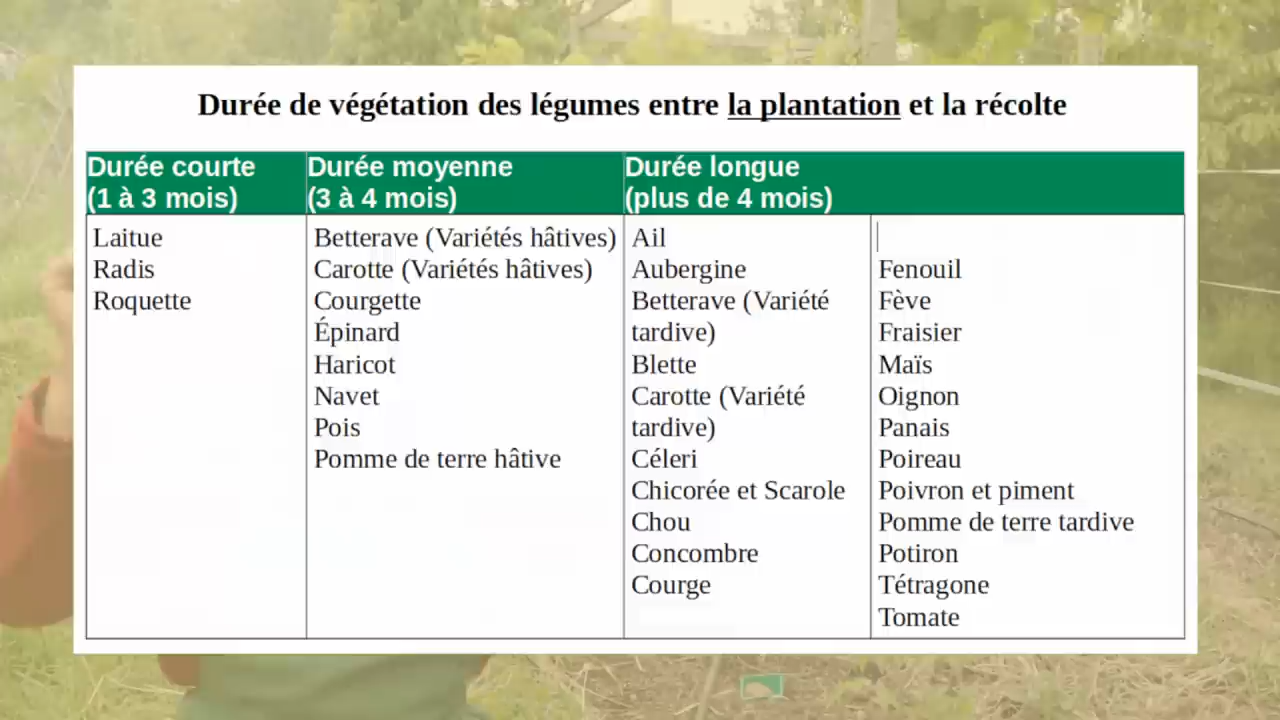 Durée de végétation des légumes entre la plantation et la récolte
Durée courte
(1 à 3 mois)
Durée moyenne
(3 à 4 mois)
Durée longue
(plus de 4 mois)
Laitue
Radis
Roquette
Betterave (Variétés hâtives)
Carotte (Variétés hâtives)
Courgette
Épinard
Haricot
Navet
Pois
Pomme de terre hâtive
Ail
Aubergine
Betterave (Variété
tardive)
Blette
Carotte (Variété
tardive)
Céleri
Chicorée et Scarole
Chou
Concombre
Courge
Fenouil
Fève
Fraisier
Maïs
Oignon
Panais
Poireau
Poivron et piment
Pomme de terre tardive
Potiron
Tétragone
Tomate